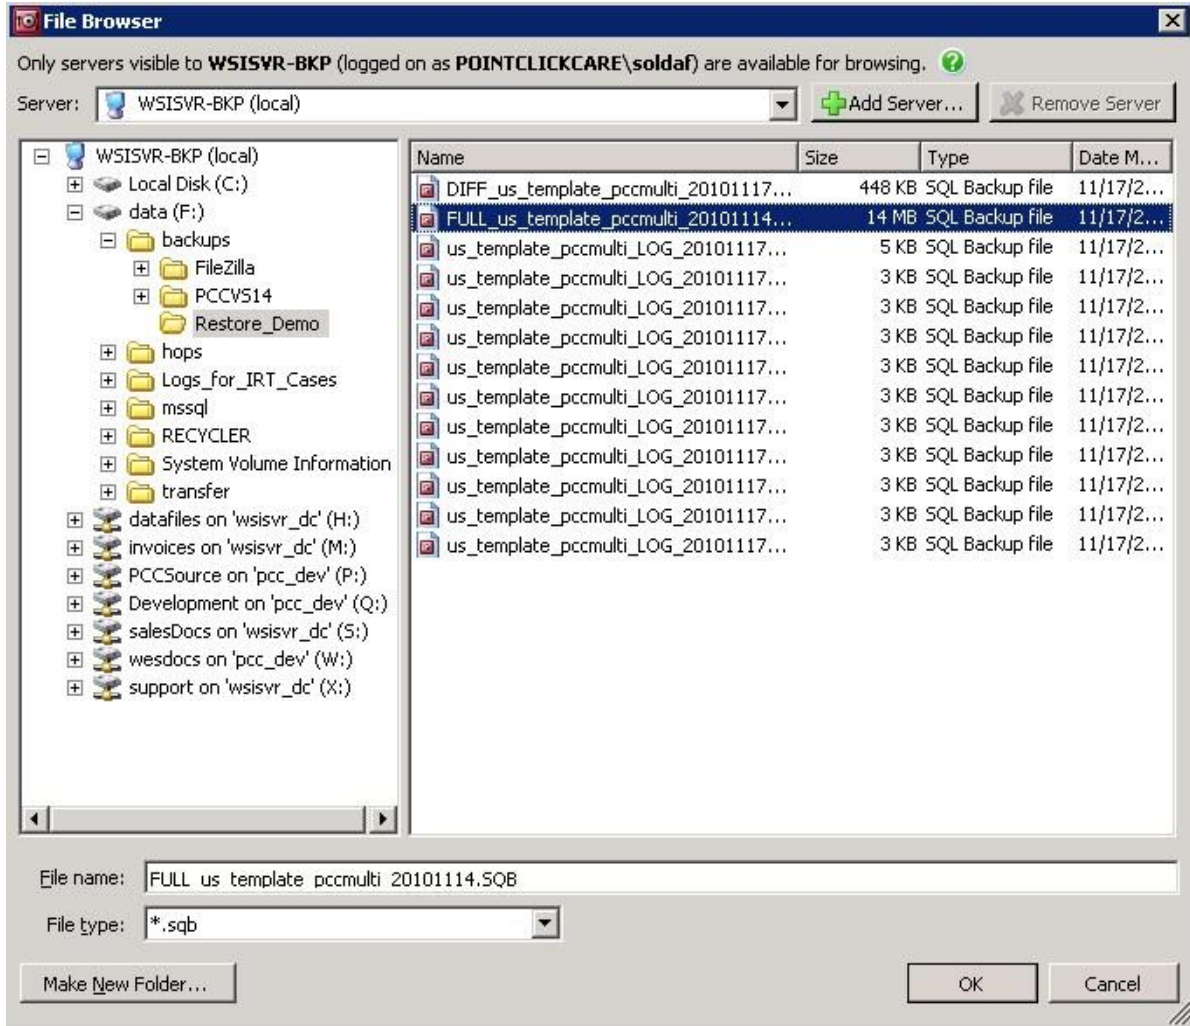 File Browser
Only servers visible to WSISVR-BKP (logged on as POINTCLICKCARE\soldaf) are available for browsing.
Server: WSISVR-BKP (local) Add Server... Remove Server
WSISVR-BKP (local)
Local Disk (C:)
data (F:)
backups
FileZilla
PCCVS14
Restore_Demo
hops
Logs_for_IRT_Cases
mssql
RECYCLER
System Volume Information
transfer
datafiles on 'wsisvr_dc' (H:)
invoices on 'wsisvr_dc' (M:)
PCCSource on 'pcc_dev' (P:)
Development on 'pcc_dev' (Q:)
salesDocs on 'wsisvr_dc' (S:)
wesdocs on 'pcc_dev' (W:)
support on 'wsisvr_dc' (X:)
Name Size Type Date M...
DIFF_us_template_pccmulti_20101117... 448 KB SQL Backup file 11/17/2...
FULL_us_template_pccmulti_20101114... 14 MB SQL Backup file 11/17/2...
us_template_pccmulti_LOG_20101117... 5 KB SQL Backup file 11/17/2...
us_template_pccmulti_LOG_20101117... 3 KB SQL Backup file 11/17/2...
us_template_pccmulti_LOG_20101117... 3 KB SQL Backup file 11/17/2...
us_template_pccmulti_LOG_20101117... 3 KB SQL Backup file 11/17/2...
us_template_pccmulti_LOG_20101117... 3 KB SQL Backup file 11/17/2...
us_template_pccmulti_LOG_20101117... 3 KB SQL Backup file 11/17/2...
us_template_pccmulti_LOG_20101117... 3 KB SQL Backup file 11/17/2...
us_template_pccmulti_LOG_20101117... 3 KB SQL Backup file 11/17/2...
us_template_pccmulti_LOG_20101117... 3 KB SQL Backup file 11/17/2...
us_template_pccmulti_LOG_20101117... 3 KB SQL Backup file 11/17/2...
us_template_pccmulti_LOG_20101117... 3 KB SQL Backup file 11/17/2...
File name: FULL_us_template_pccmulti_20101114.SQB
File type: *.sqb
Make New Folder... OK Cancel